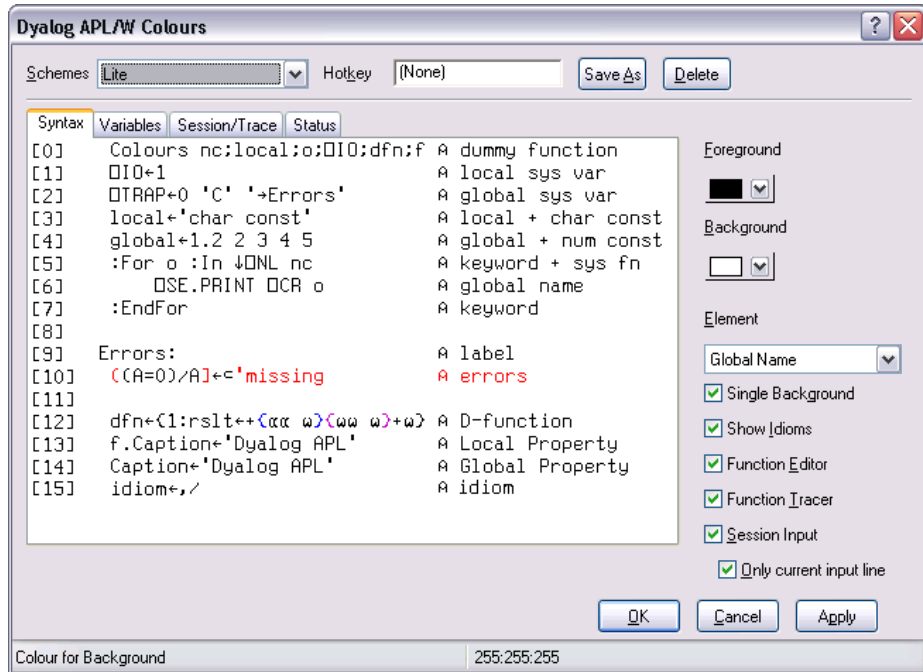 Dyalog APL/W Colours
Schemes Lite Hotkey (None) Save As Delete
Syntax Variables Session/Trace Status
[0] Colours nc;local;o;⎕IO;dfn;f ⍝ dummy function
[1] ⎕IO←1 ⍝ local sys var
[2] ⎕TRAP←0 'C' '→Errors' ⍝ global sys var
[3] local←'char const' ⍝ local + char const
[4] global←1.2 2 3 4 5 ⍝ global + num const
[5] :For o :In ↓⎕NL nc ⍝ keyword + sys fn
[6] ⎕SE.PRINT ⎕CR o ⍝ global name
[7] :EndFor ⍝ keyword
[8]
[9] Errors: ⍝ label
[10] ((A=0)/A]←⊂'missing ⍝ errors
[11]
[12] dfn←{1:rslt←+{⍺⍺ ⍵}{⍵⍵ ⍵}+⍵} ⍝ D-function
[13] f.Caption←'Dyalog APL' ⍝ Local Property
[14] Caption←'Dyalog APL' ⍝ Global Property
[15] idiom←,/ ⍝ idiom
Foreground
Background
Element
Global Name
Single Background
Show Idioms
Function Editor
Function Tracer
Session Input
Only current input line
OK Cancel Apply
Colour for Background 255:255:255